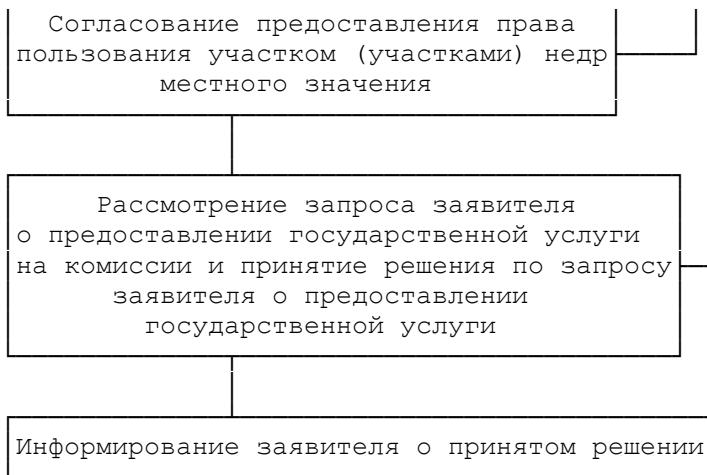 Согласование предоставления права
пользования участком (участками) недр
местного значения
Рассмотрение запроса заявителя
о предоставлении государственной услуги
на комиссии и принятие решения по запросу
заявителя о предоставлении
государственной услуги
Информирование заявителя о принятом решении